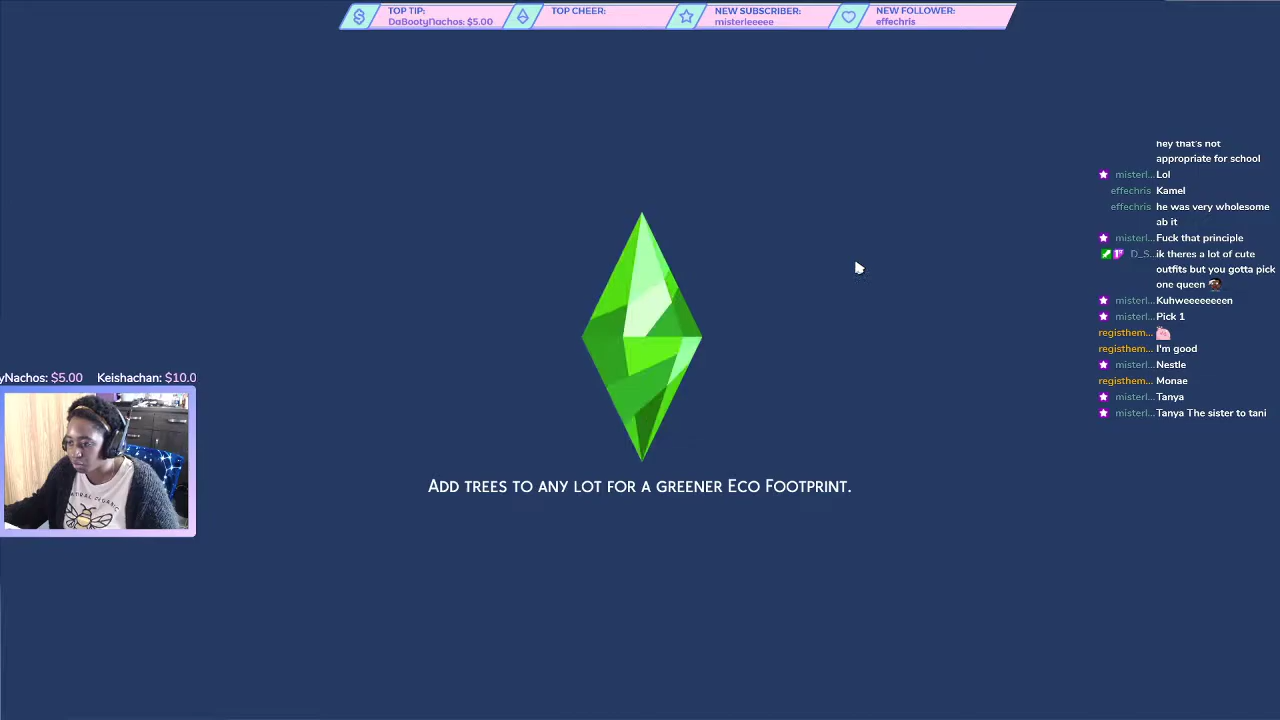 TOP TIP:
DaBootyNachos: $5.00
TOP CHEER:
NEW SUBSCRIBER:
misterleeeee
NEW FOLLOWER:
effechris
hey that's not
appropriate for school
misterl... Lol
effechris Kamel
effechris he was very wholesome
ab it
misterl... Fuck that principle
D_S... ik theres a lot of cute
outfits but you gotta pick
one queen
misterl... Kuhweeeeeeeen
misterl... Pick 1
registhem...
registhem... I'm good
misterl... Nestle
registhem... Monae
misterl... Tanya
misterl... Tanya The sister to tani
yNachos: $5.00 Keishachan: $10.0
ADD TREES TO ANY LOT FOR A GREENER ECO FOOTPRINT.